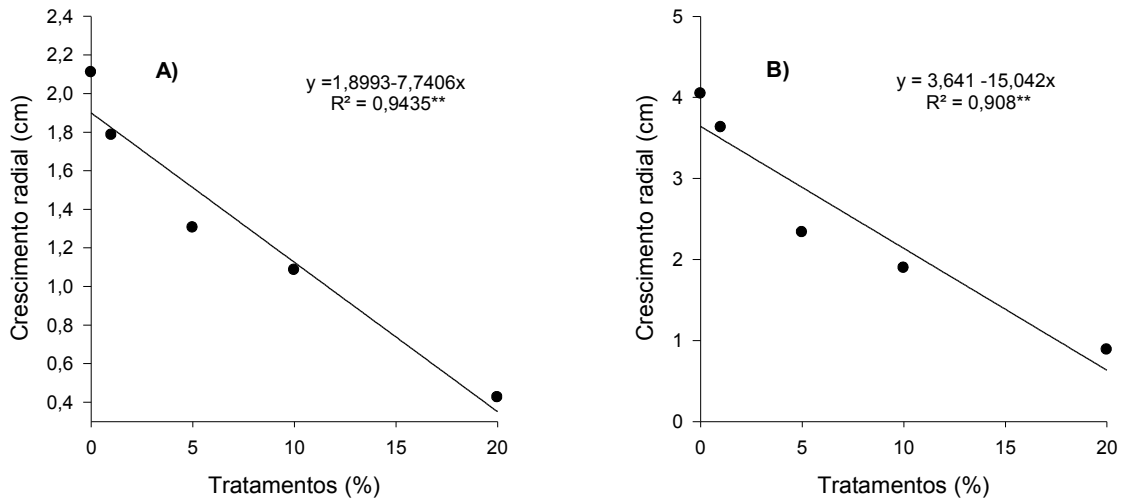 A)
y =1,8993-7,7406x
R² = 0,9435**
Crescimento radial (cm)
2,4
2,2
2,0
1,8
1,6
1,4
1,2
1,0
0,8
0,6
0,4
0
5
10
15
20
Tratamentos (%)
B)
y = 3,641 -15,042x
R² = 0,908**
Crescimento radial (cm)
5
4
3
2
1
0
0
5
10
15
20
Tratamentos (%)